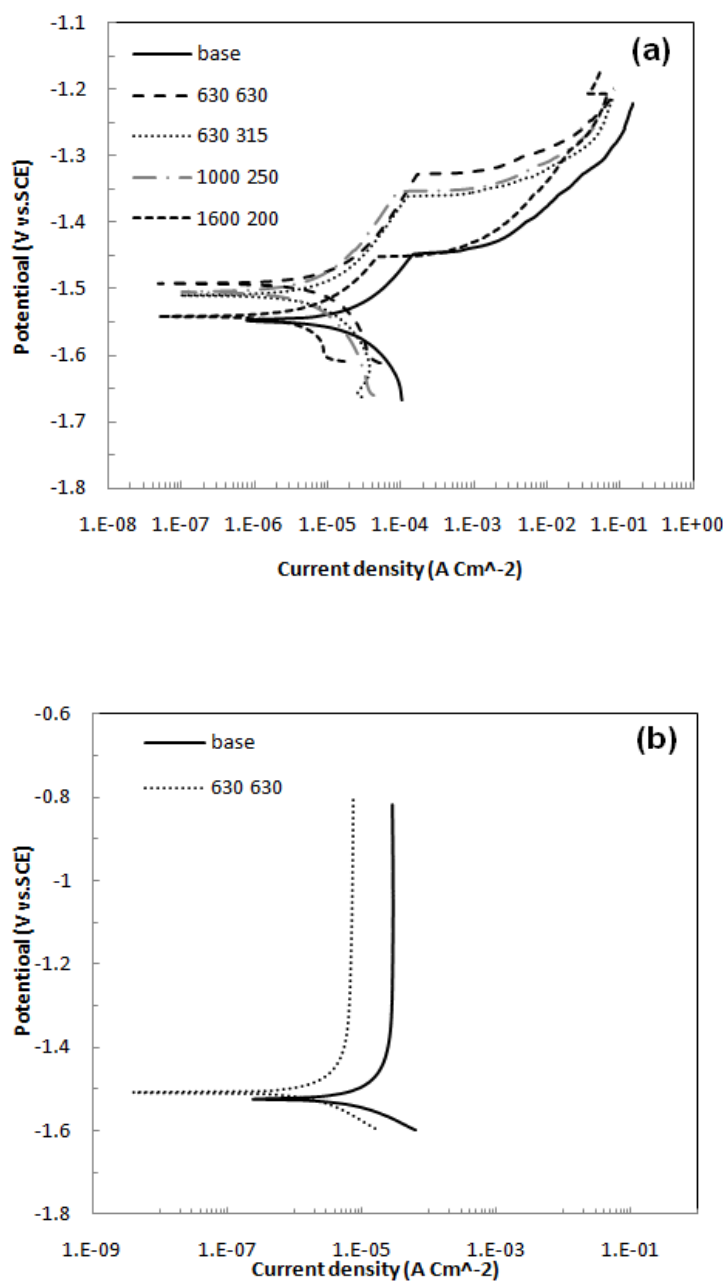 -1.1
(a)
base
630 630
630 315
1000 250
1600 200
-1.2
-1.3
-1.4
-1.5
-1.6
-1.7
-1.8
Potentioal (V vs.SCE)
1.E-08 1.E-07 1.E-06 1.E-05 1.E-04 1.E-03 1.E-02 1.E-01 1.E+00
Current density (A Cm^-2)
-0.6
(b)
base
630 630
-0.8
-1
-1.2
-1.4
-1.6
-1.8
Potentioal (V vs.SCE)
1.E-09 1.E-07 1.E-05 1.E-03 1.E-01
Current density (A Cm^-2)